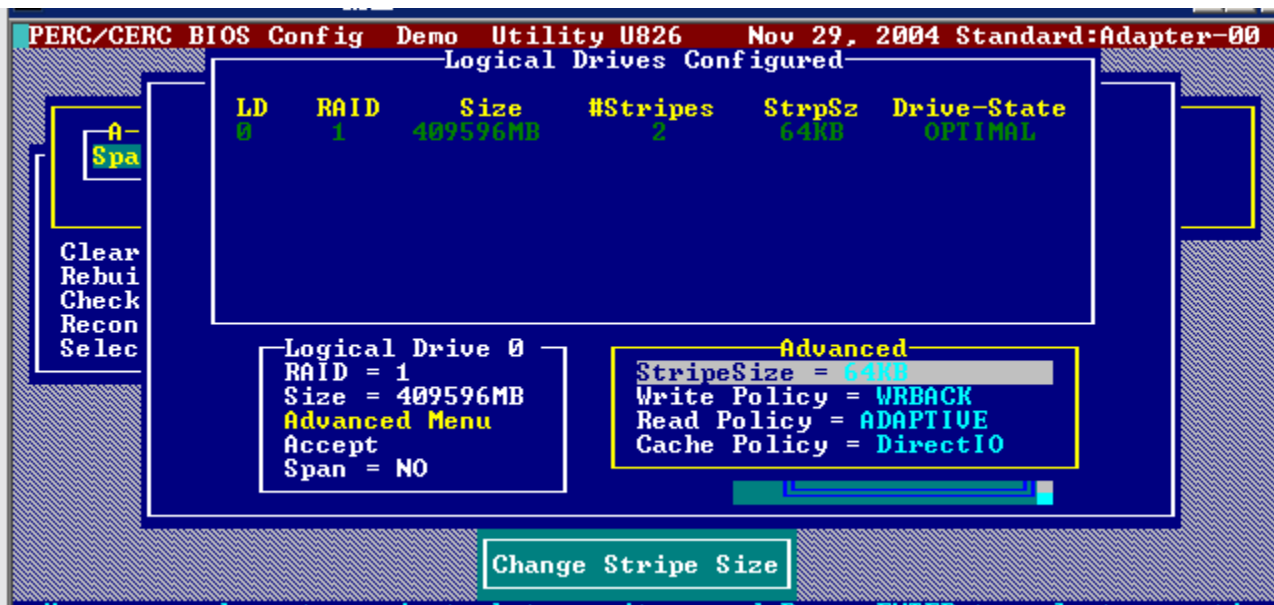 PERC/CERC BIOS Config Demo Utility U826 Nov 29, 2004 Standard:Adapter-00
Logical Drives Configured
LD RAID Size #Stripes StrpSz Drive-State
0 1 409596MB 2 64KB OPTIMAL
A-
Spa
Clear
Rebui
Check
Recon
Selec
Logical Drive 0
RAID = 1
Size = 409596MB
Advanced Menu
Accept
Span = NO
Advanced
StripeSize = 64KB
Write Policy = WRBACK
Read Policy = ADAPTIVE
Cache Policy = DirectIO
Change Stripe Size